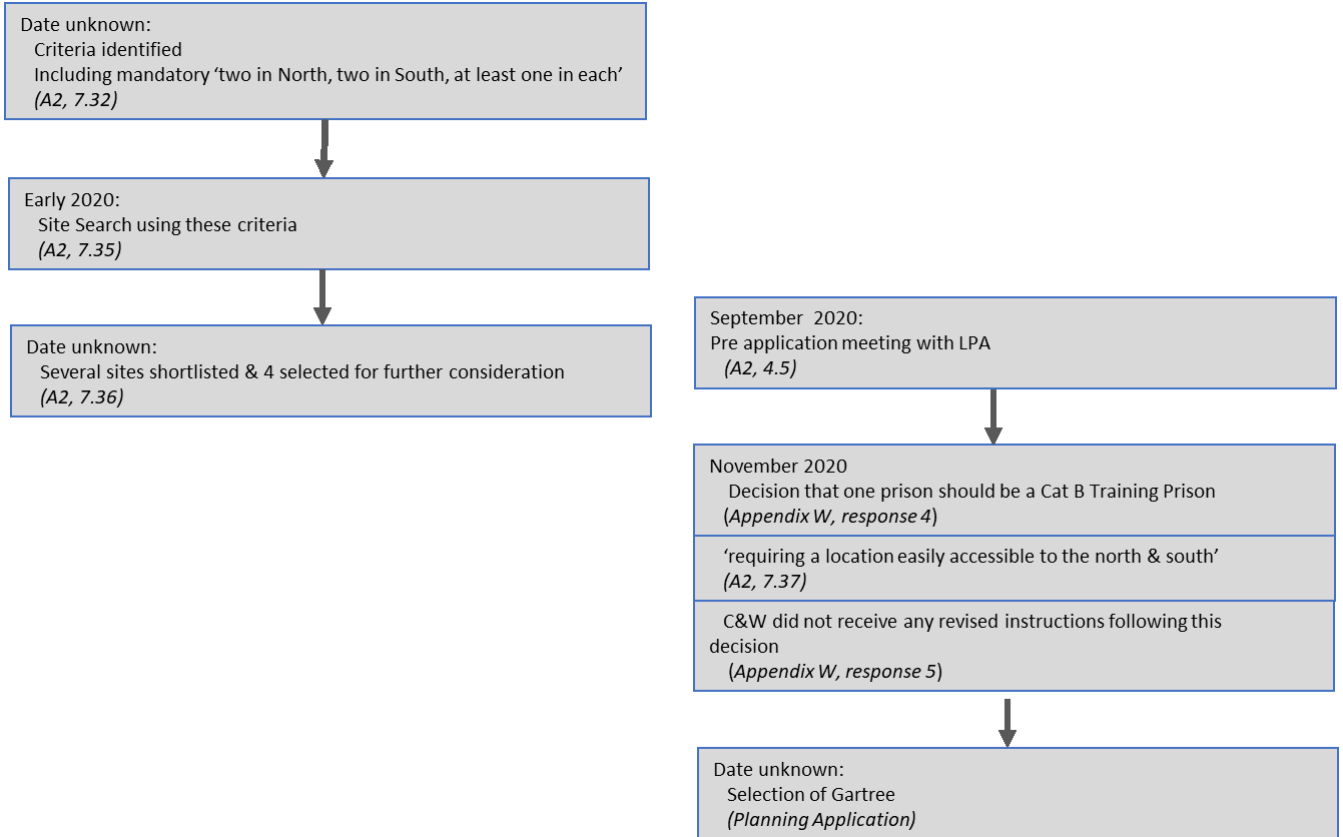 Date unknown:
Criteria identified
Including mandatory ‘two in North, two in South, at least one in each’
(A2, 7.32)
Early 2020:
Site Search using these criteria
(A2, 7.35)
Date unknown:
Several sites shortlisted & 4 selected for further consideration
(A2, 7.36)
September 2020:
Pre application meeting with LPA
(A2, 4.5)
November 2020
Decision that one prison should be a Cat B Training Prison
(Appendix W, response 4)
‘requiring a location easily accessible to the north & south’
(A2, 7.37)
C&W did not receive any revised instructions following this
decision
(Appendix W, response 5)
Date unknown:
Selection of Gartree
(Planning Application)